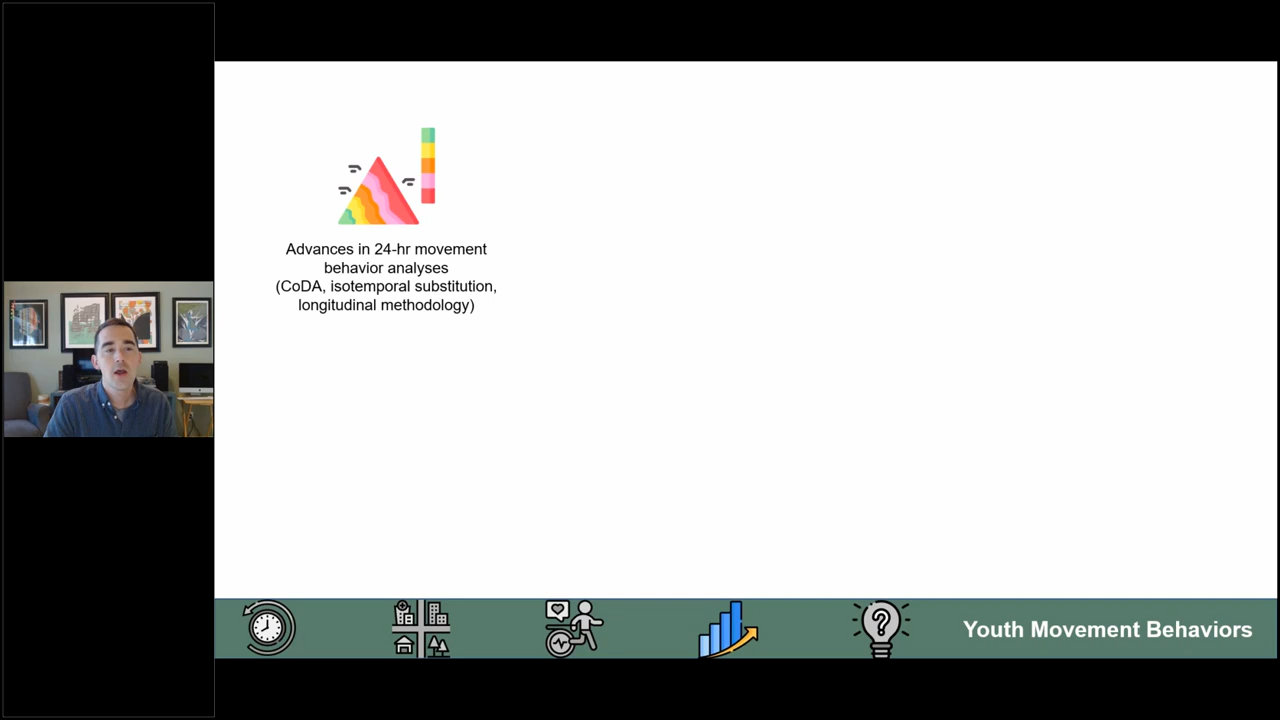 Advances in 24-hr movement
behavior analyses
(CoDA, isotemporal substitution,
longitudinal methodology)
?
Youth Movement Behaviors